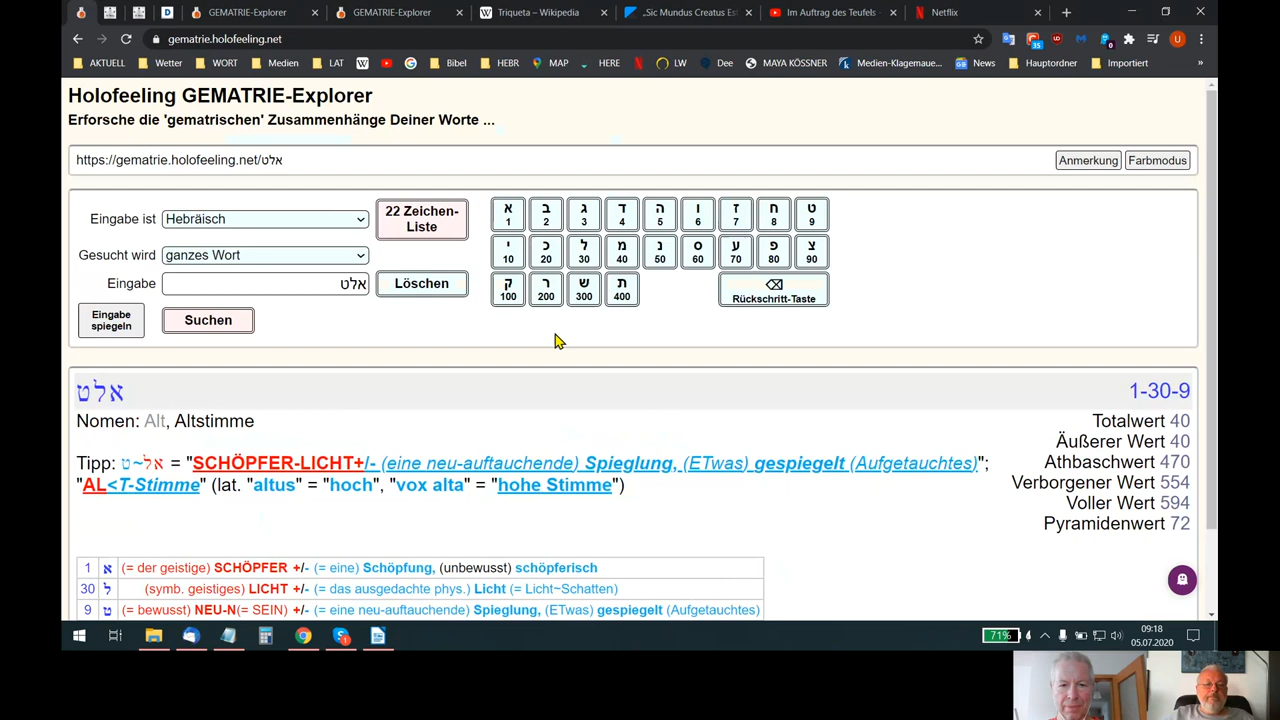 GEMATRIE-Explorer GEMATRIE-Explorer Triqueta – Wikipedia „Sic Mundus Creatus Es Im Auftrag des Teufels - Netflix
gematrie.holofeeling.net
AKTUELL Wetter WORT Medien LAT Bibel HEBR MAP HERE LW Dee MAYA KÖSSNER Medien-Klagemaue... News Hauptordner Importiert »
Holofeeling GEMATRIE-Explorer
Erforsche die 'gematrischen' Zusammenhänge Deiner Worte ...
https://gematrie.holofeeling.net/אלט Anmerkung Farbmodus
Eingabe ist Hebräisch 22 Zeichen-Liste
Gesucht wird ganzes Wort
Eingabe אלט Löschen
Eingabe spiegeln Suchen
א ב ג ד ה ו ז ח ט
1 2 3 4 5 6 7 8 9
י כ ל מ נ ס ע פ צ
10 20 30 40 50 60 70 80 90
ק ר ש ת ⌫
100 200 300 400 Rückschritt-Taste
אלט 1-30-9
Nomen: Alt, Altstimme Totalwert 40
Äußerer Wert 40
Tipp: אל~ט = "SCHÖPFER-LICHT+/- (eine neu-auftauchende) Spieglung, (ETwas) gespiegelt (Aufgetauchtes)"; Athbaschwert 470
"AL<T-Stimme" (lat. "altus" = "hoch", "vox alta" = "hohe Stimme") Verborgener Wert 554
Voller Wert 594
Pyramidenwert 72
1 א (= der geistige) SCHÖPFER +/- (= eine) Schöpfung, (unbewusst) schöpferisch
30 ל (symb. geistiges) LICHT +/- (= das ausgedachte phys.) Licht (= Licht~Schatten)
9 ט (= bewusst) NEU-N(= SEIN) +/- (= eine neu-auftauchende) Spieglung, (ETwas) gespiegelt (Aufgetauchtes)
71% 09:18
05.07.2020